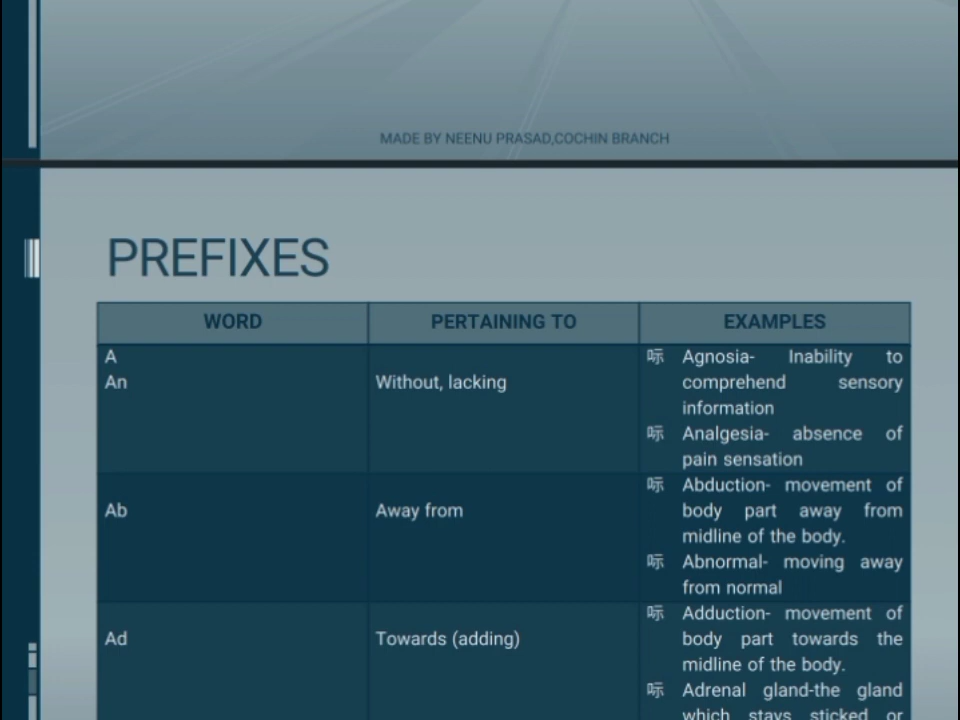 MADE BY NEENU PRASAD,COCHIN BRANCH
PREFIXES
WORD PERTAINING TO EXAMPLES
A
An
Without, lacking
Agnosia- Inability to
comprehend sensory
information
Analgesia- absence of
pain sensation
Ab
Away from
Abduction- movement of
body part away from
midline of the body.
Abnormal- moving away
from normal
Ad
Towards (adding)
Adduction- movement of
body part towards the
midline of the body.
Adrenal gland-the gland
which stays sticked or